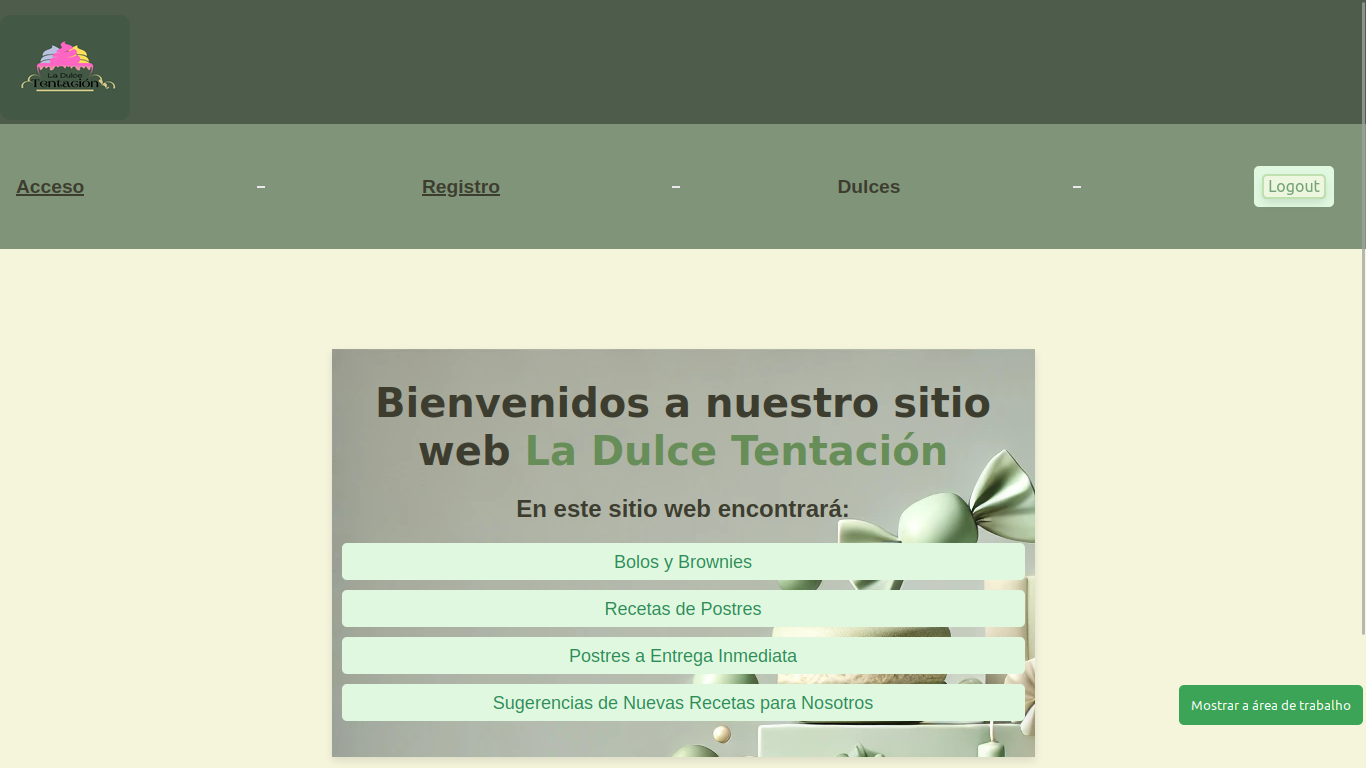 La Dulce
Tentación
Acceso
-
Registro
-
Dulces
-
Logout
Bienvenidos a nuestro sitio
web La Dulce Tentación
En este sitio web encontrará:
Bolos y Brownies
Recetas de Postres
Postres a Entrega Inmediata
Sugerencias de Nuevas Recetas para Nosotros
Mostrar a área de trabalho